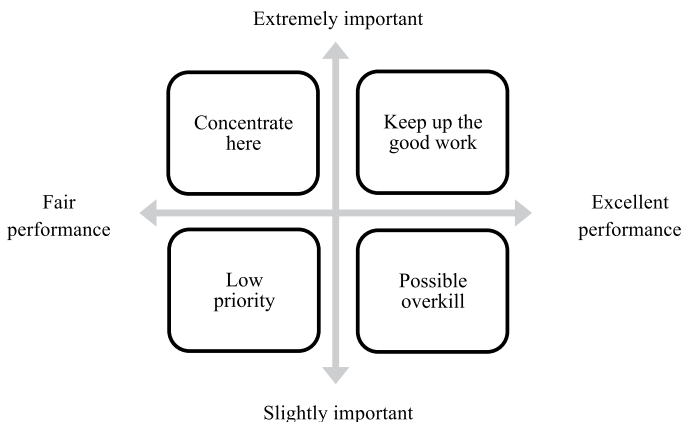 Extremely important
Concentrate
here
Keep up the
good work
Fair
performance
Excellent
performance
Low
priority
Possible
overkill
Slightly important